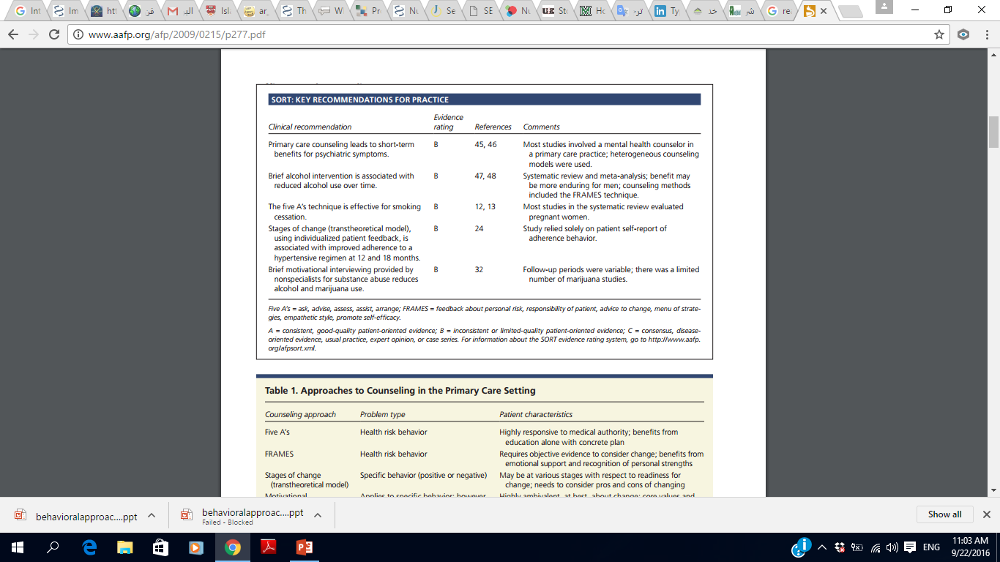 Int
Im
htt
فر
M
الب
Isl
ar_
Th
W
Pr
Nu
Se
SE
Nu
Sto
Ho
تر
in Ty
خد
شر
re
www.aafp.org/afp/2009/0215/p277.pdf
SORT: KEY RECOMMENDATIONS FOR PRACTICE
Clinical recommendation Evidence rating References Comments
Primary care counseling leads to short-term B 45, 46 Most studies involved a mental health counselor in
benefits for psychiatric symptoms. a primary care practice; heterogeneous counseling
models were used.
Brief alcohol intervention is associated with B 47, 48 Systematic review and meta-analysis; benefit may
reduced alcohol use over time. be more enduring for men; counseling methods
included the FRAMES technique.
The five A's technique is effective for smoking B 12, 13 Most studies in the systematic review evaluated
cessation. pregnant women.
Stages of change (transtheoretical model), B 24 Study relied solely on patient self-report of
using individualized patient feedback, is adherence behavior.
associated with improved adherence to a
hypertensive regimen at 12 and 18 months.
Brief motivational interviewing provided by B 32 Follow-up periods were variable; there was a limited
nonspecialists for substance abuse reduces number of marijuana studies.
alcohol and marijuana use.
Five A's = ask, advise, assess, assist, arrange; FRAMES = feedback about personal risk, responsibility of patient, advice to change, menu of strate-
gies, empathetic style, promote self-efficacy.
A = consistent, good-quality patient-oriented evidence; B = inconsistent or limited-quality patient-oriented evidence; C = consensus, disease-
oriented evidence, usual practice, expert opinion, or case series. For information about the SORT evidence rating system, go to http://www.aafp.
org/afpsort.xml.
Table 1. Approaches to Counseling in the Primary Care Setting
Counseling approach Problem type Patient characteristics
Five A's Health risk behavior Highly responsive to medical authority; benefits from
education alone with concrete plan
FRAMES Health risk behavior Requires objective evidence to consider change; benefits from
emotional support and recognition of personal strengths
Stages of change Specific behavior (positive or negative) May be at various stages with respect to readiness for
(transtheoretical model) change; needs to consider pros and cons of changing
Motivational Applies to specific behavior; however, Highly ambivalent, at best, about change; core values and
behavioralapproac....ppt
behavioralapproac....ppt
Failed - Blocked
Show all
ENG
11:03 AM
9/22/2016